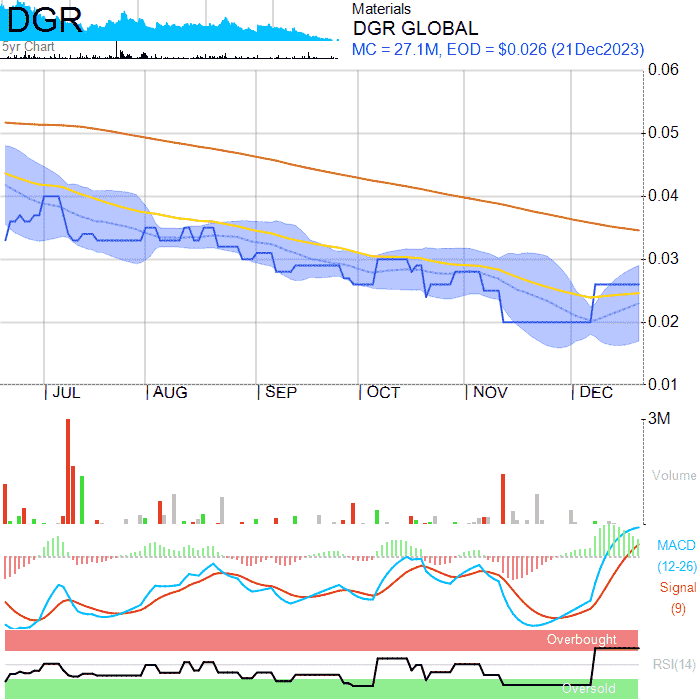 DGR
5yr Chart
Materials
DGR GLOBAL
MC = 27.1M, EOD = $0.026 (21Dec2023)
0.06
0.05
0.04
0.03
0.02
0.01
JUL
AUG
SEP
OCT
NOV
DEC
3M
Volume
MACD
(12-26)
Signal
(9)
Overbought
RSI(14)
Oversold